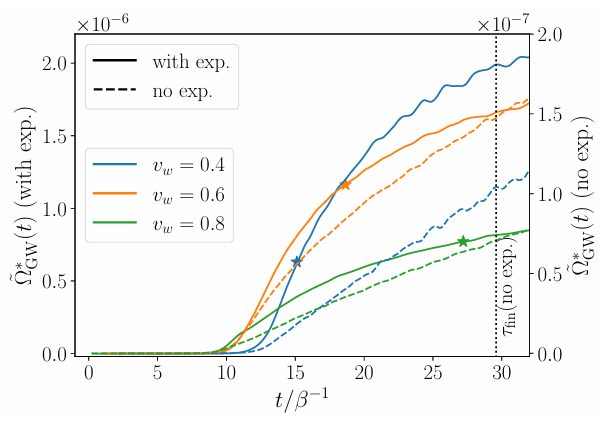 ×10⁻⁶
×10⁻⁷
with exp.
no exp.
v_w = 0.4
v_w = 0.6
v_w = 0.8
Ω̃*_GW(t) (with exp.)
2.0
1.5
1.0
0.5
0.0
2.0
1.5
1.0
0.5
0.0
Ω̃*_GW(t) (no exp.)
τ_fin(no exp.)
0 5 10 15 20 25 30
t/β⁻¹